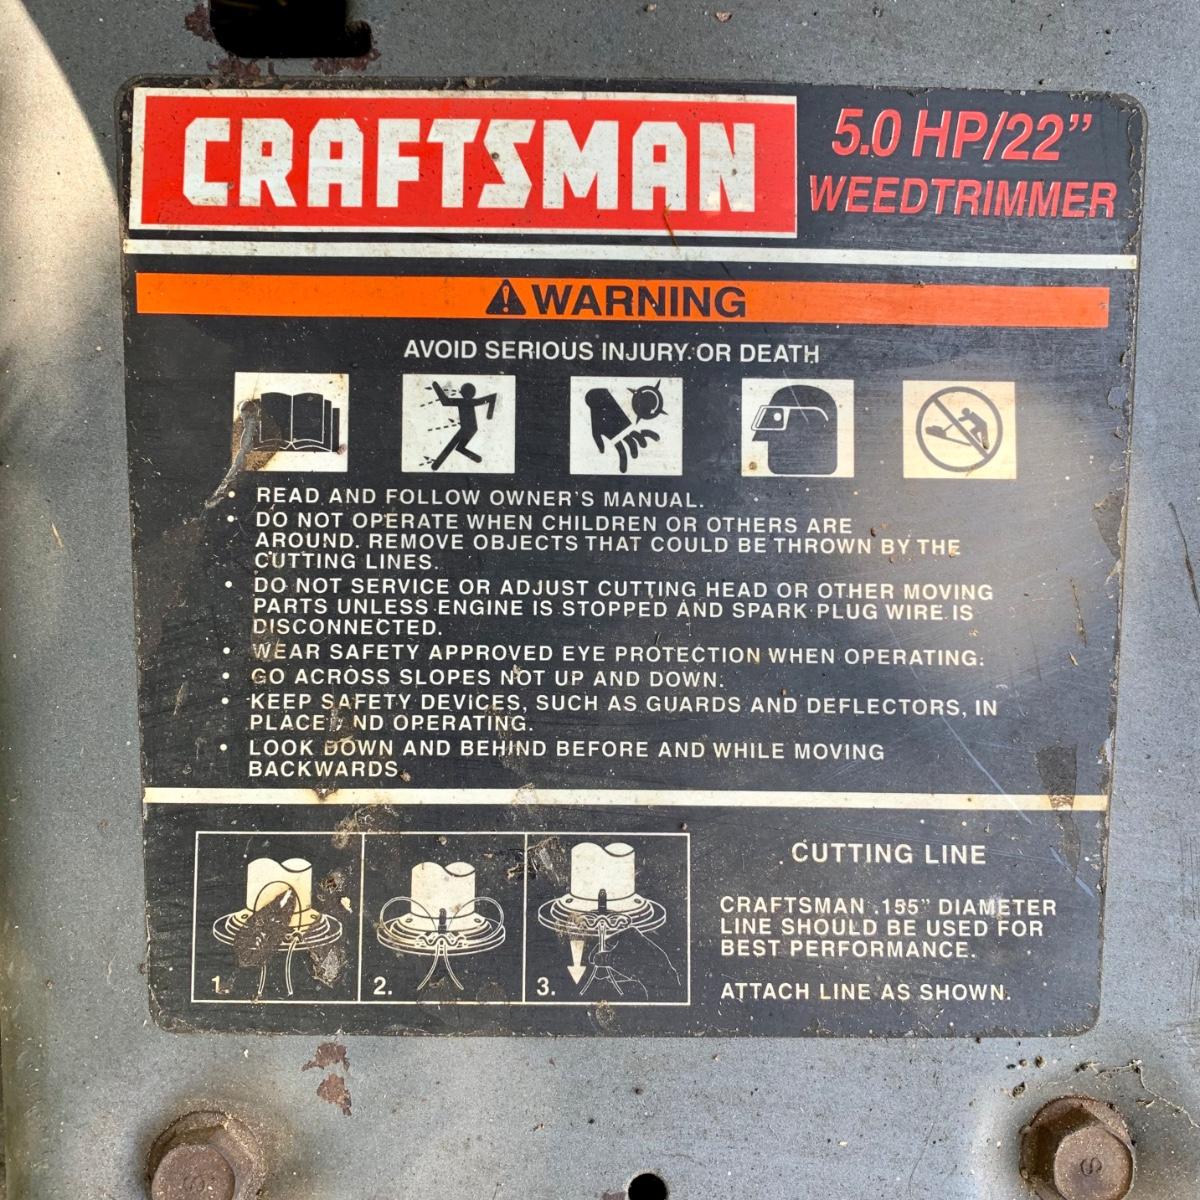 CRAFTSMAN
5.0 HP/22”
WEEDTRIMMER
WARNING
AVOID SERIOUS INJURY OR DEATH
• READ AND FOLLOW OWNER'S MANUAL.
• DO NOT OPERATE WHEN CHILDREN OR OTHERS ARE
AROUND. REMOVE OBJECTS THAT COULD BE THROWN BY THE
CUTTING LINES.
• DO NOT SERVICE OR ADJUST CUTTING HEAD OR OTHER MOVING
PARTS UNLESS ENGINE IS STOPPED AND SPARK PLUG WIRE IS
DISCONNECTED.
• WEAR SAFETY APPROVED EYE PROTECTION WHEN OPERATING.
• GO ACROSS SLOPES NOT UP AND DOWN.
• KEEP SAFETY DEVICES, SUCH AS GUARDS AND DEFLECTORS, IN
PLACE AND OPERATING.
• LOOK DOWN AND BEHIND BEFORE AND WHILE MOVING
BACKWARDS.
1.
2.
3.
CUTTING LINE
CRAFTSMAN .155” DIAMETER
LINE SHOULD BE USED FOR
BEST PERFORMANCE.
ATTACH LINE AS SHOWN.